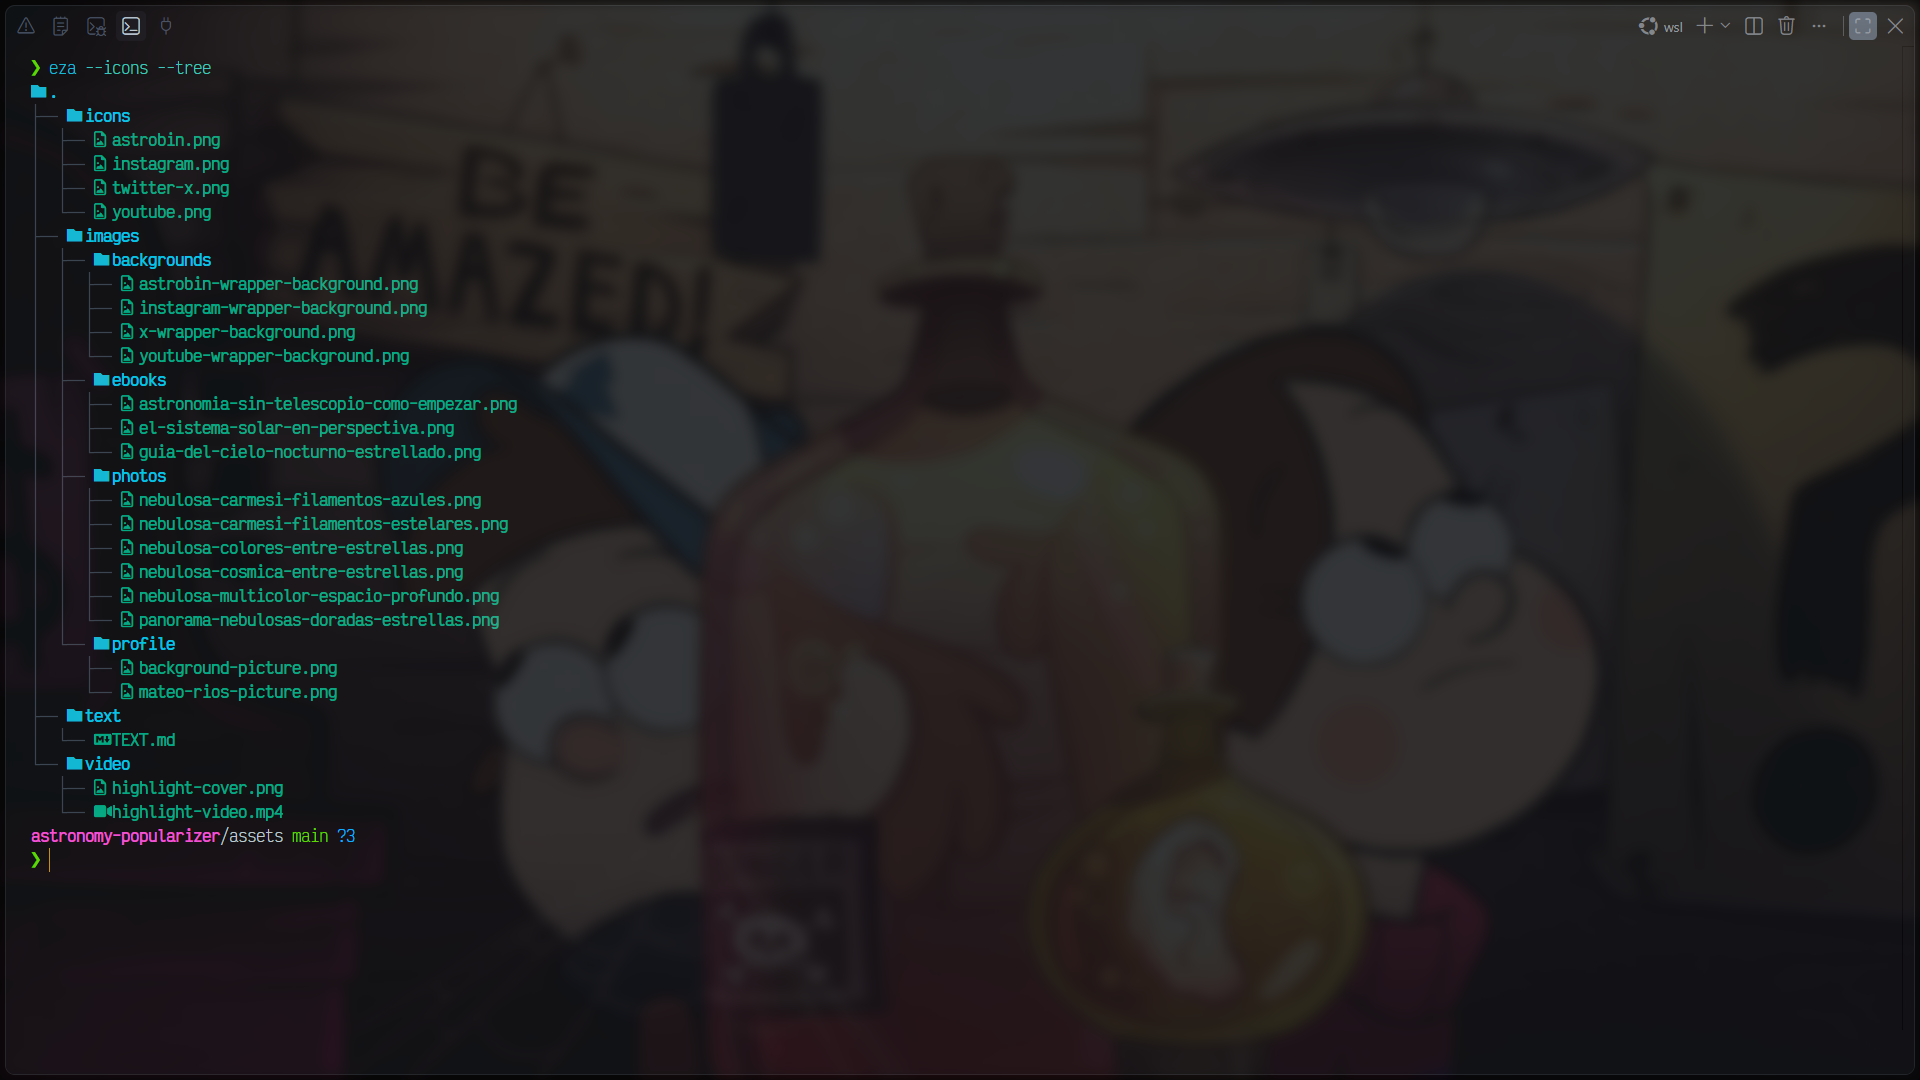 wsl
❯ eza --icons --tree
.
icons
astrobin.png
instagram.png
twitter-x.png
youtube.png
images
backgrounds
astrobin-wrapper-background.png
instagram-wrapper-background.png
x-wrapper-background.png
youtube-wrapper-background.png
ebooks
astronomia-sin-telescopio-como-empezar.png
el-sistema-solar-en-perspectiva.png
guia-del-cielo-nocturno-estrellado.png
photos
nebulosa-carmesi-filamentos-azules.png
nebulosa-carmesi-filamentos-estelares.png
nebulosa-colores-entre-estrellas.png
nebulosa-cosmica-entre-estrellas.png
nebulosa-multicolor-espacio-profundo.png
panorama-nebulosas-doradas-estrellas.png
profile
background-picture.png
mateo-rios-picture.png
text
TEXT.md
video
highlight-cover.png
highlight-video.mp4
astronomy-popularizer/assets main ?3
❯
BE
AMAZED!